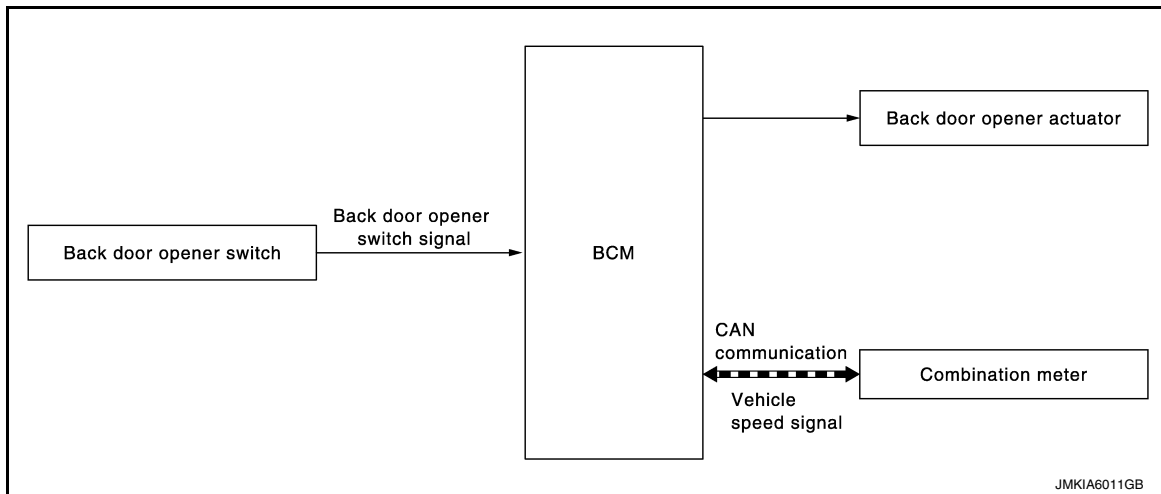 Back door opener actuator
Back door opener
switch signal
Back door opener switch
BCM
CAN
communication
Combination meter
Vehicle
speed signal
JMKIA6011GB